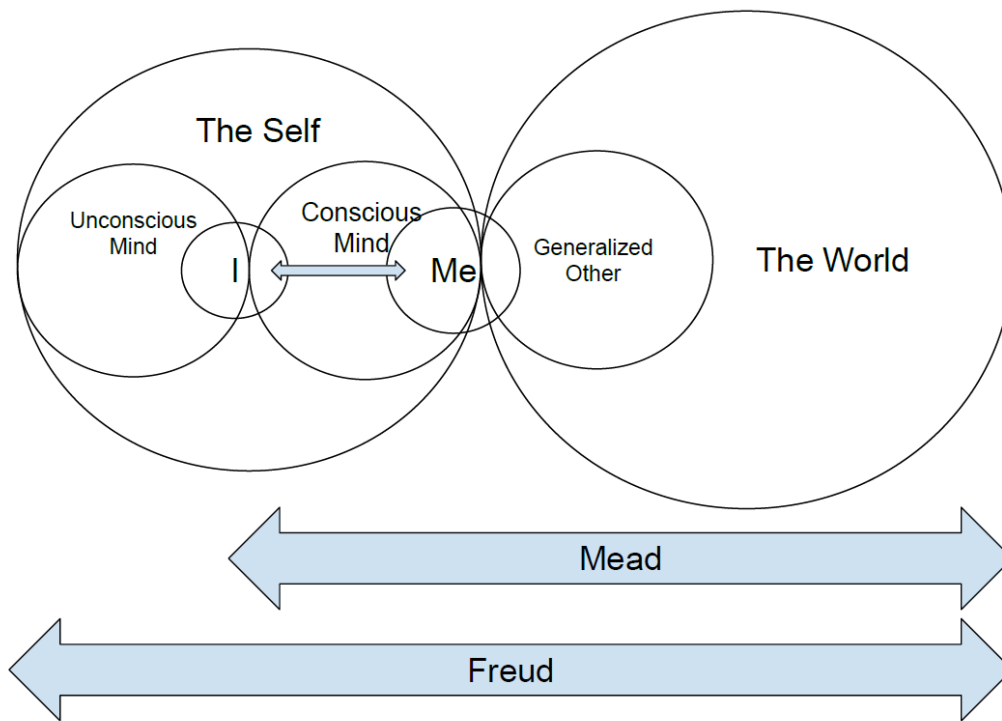 The Self
Unconscious
Mind
Conscious
Mind
I
Me
Generalized
Other
The World
Mead
Freud